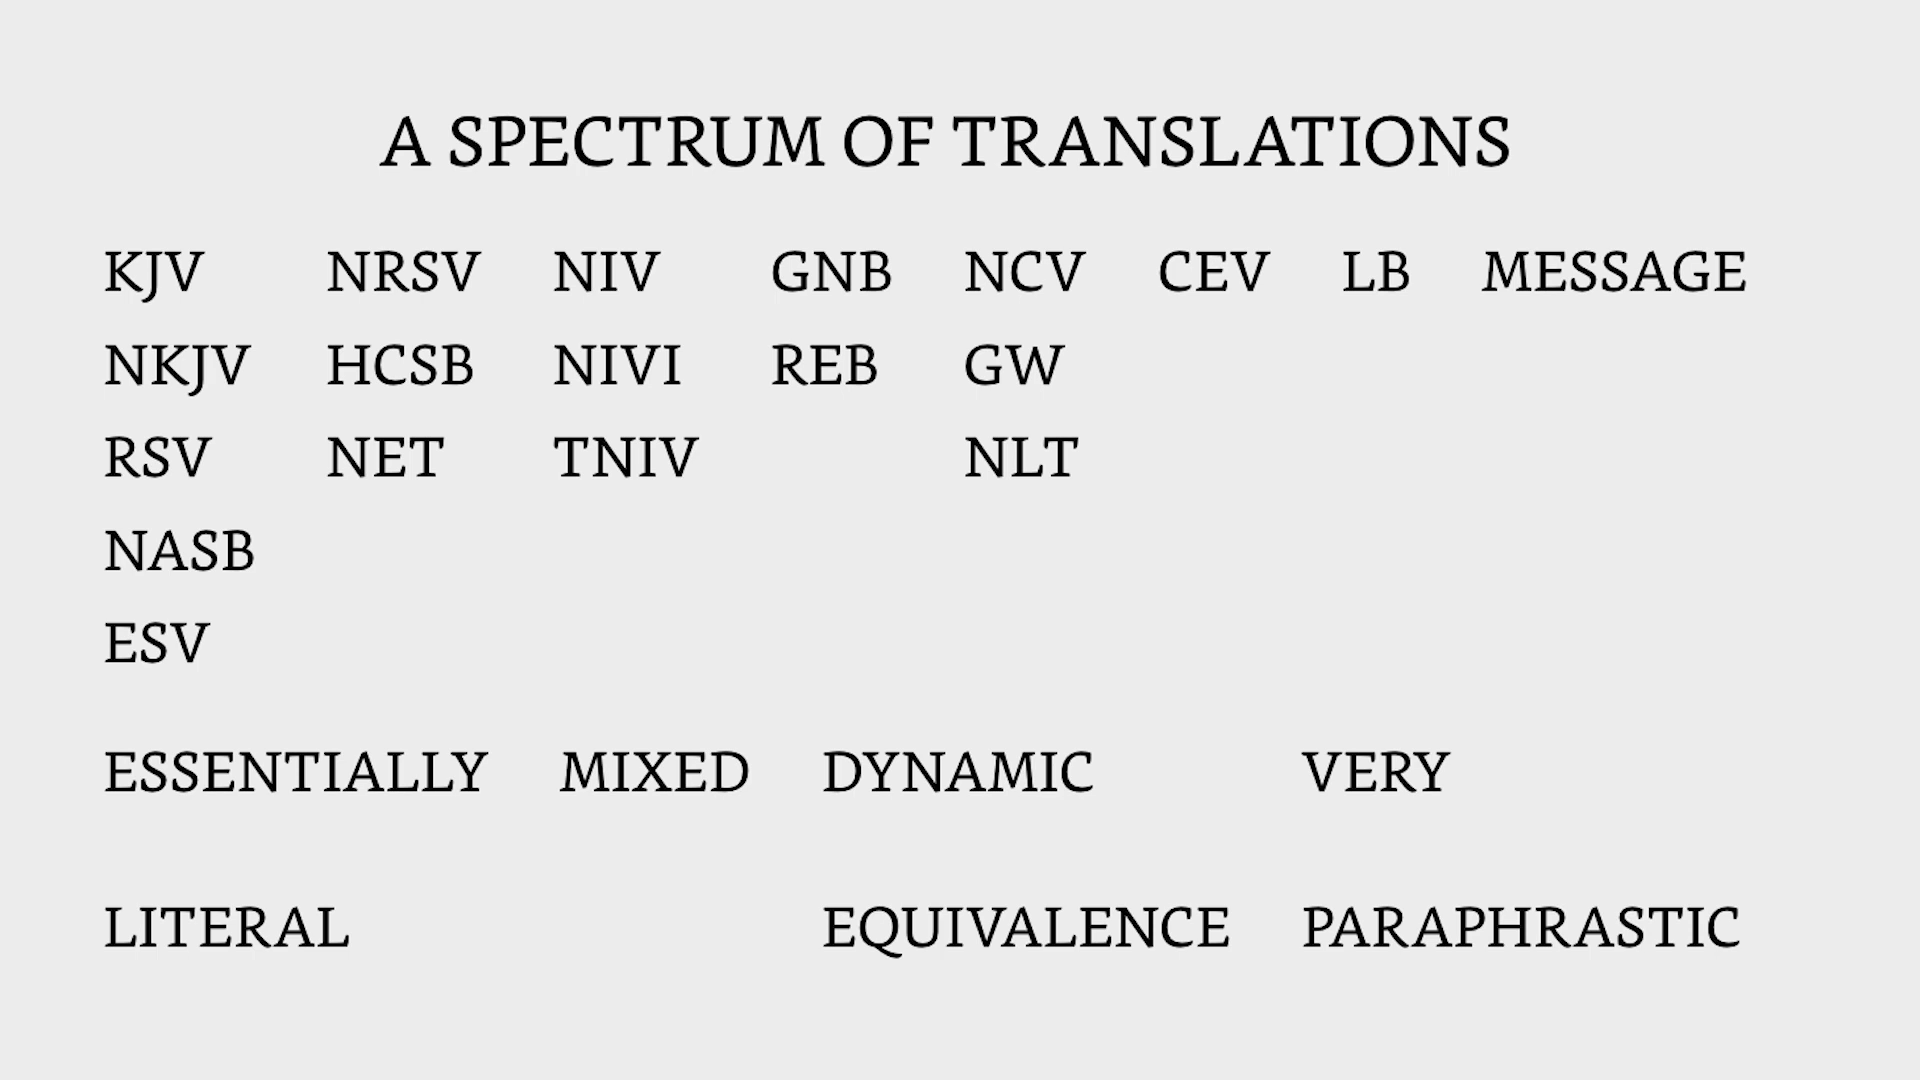 A SPECTRUM OF TRANSLATIONS
KJV NRSV NIV GNB NCV CEV LB MESSAGE
NKJV HCSB NIVI REB GW
RSV NET TNIV NLT
NASB
ESV
ESSENTIALLY MIXED DYNAMIC VERY
LITERAL EQUIVALENCE PARAPHRASTIC